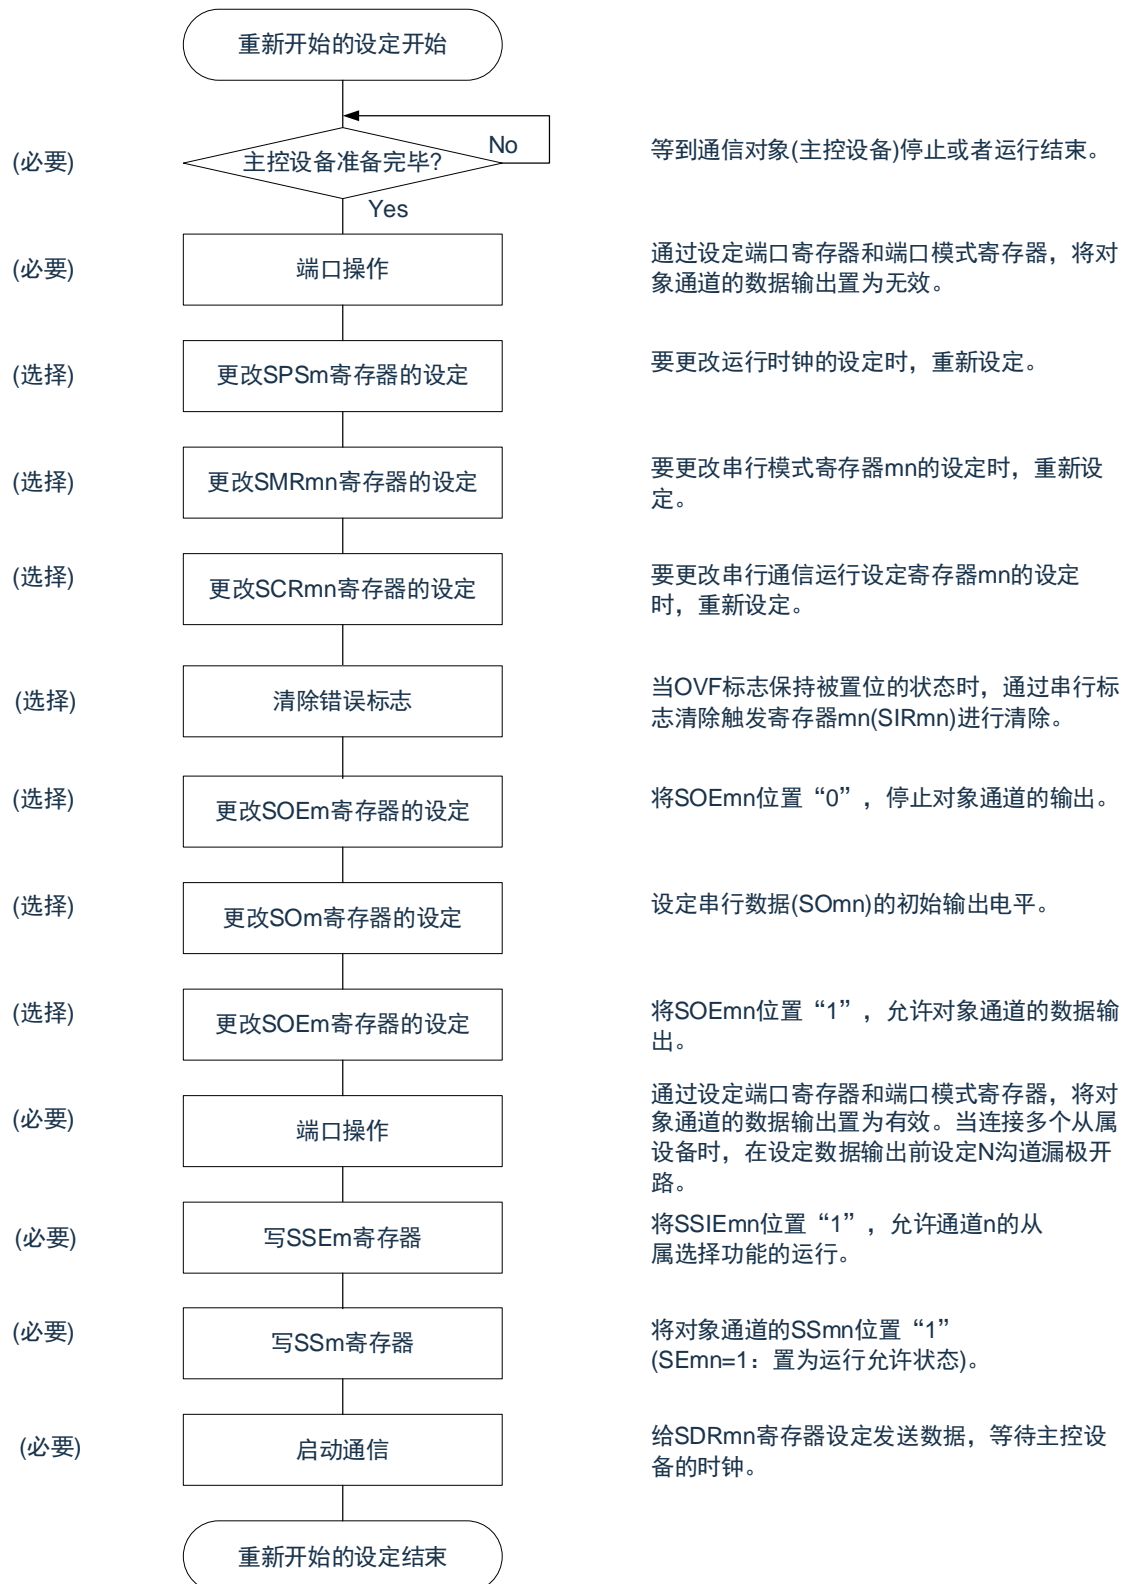 重新开始的设定开始
(必要)
主控设备准备完毕?
No
等到通信对象(主控设备)停止或者运行结束。
Yes
(必要)
端口操作
通过设定端口寄存器和端口模式寄存器，将对
象通道的数据输出置为无效。
(选择)
更改SPSm寄存器的设定
要更改运行时钟的设定时，重新设定。
(选择)
更改SMRmn寄存器的设定
要更改串行模式寄存器mn的设定时，重新设
定。
(选择)
更改SCRmn寄存器的设定
要更改串行通信运行设定寄存器mn的设定
时，重新设定。
(选择)
清除错误标志
当OVF标志保持被置位的状态时，通过串行标
志清除触发寄存器mn(SIRmn)进行清除。
(选择)
更改SOEm寄存器的设定
将SOEmn位置“0”，停止对象通道的输出。
(选择)
更改SOm寄存器的设定
设定串行数据(SOmn)的初始输出电平。
(选择)
更改SOEm寄存器的设定
将SOEmn位置“1”，允许对象通道的数据输
出。
(必要)
端口操作
通过设定端口寄存器和端口模式寄存器，将对
象通道的数据输出置为有效。当连接多个从属
设备时，在设定数据输出前设定N沟道漏极开
路。
(必要)
写SSEm寄存器
将SSIEmn位置“1”，允许通道n的从
属选择功能的运行。
(必要)
写SSm寄存器
将对象通道的SSmn位置“1”
(SEmn=1：置为运行允许状态)。
(必要)
启动通信
给SDRmn寄存器设定发送数据，等待主控设
备的时钟。
重新开始的设定结束